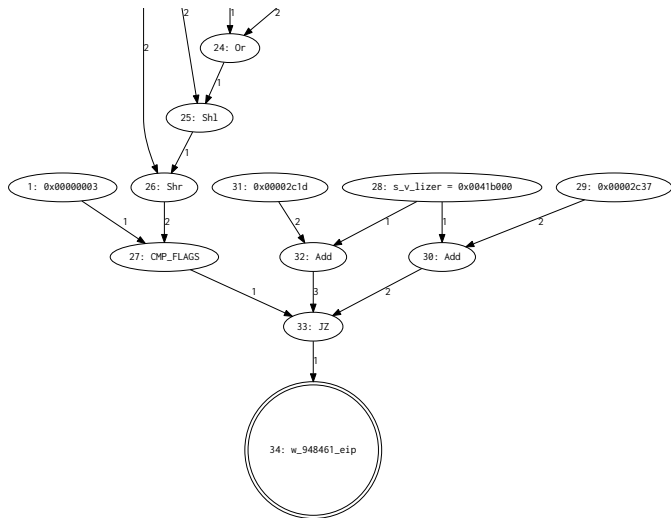 1 2
2 2
24: Or
1
25: Shl
1
1: 0x00000003 26: Shr 31: 0x00002c1d 28: s_v_lizer = 0x0041b000 29: 0x00002c37
1 2 2 1 1 2
27: CMP_FLAGS 32: Add 30: Add
1 3 2
33: JZ
1
34: w_948461_eip